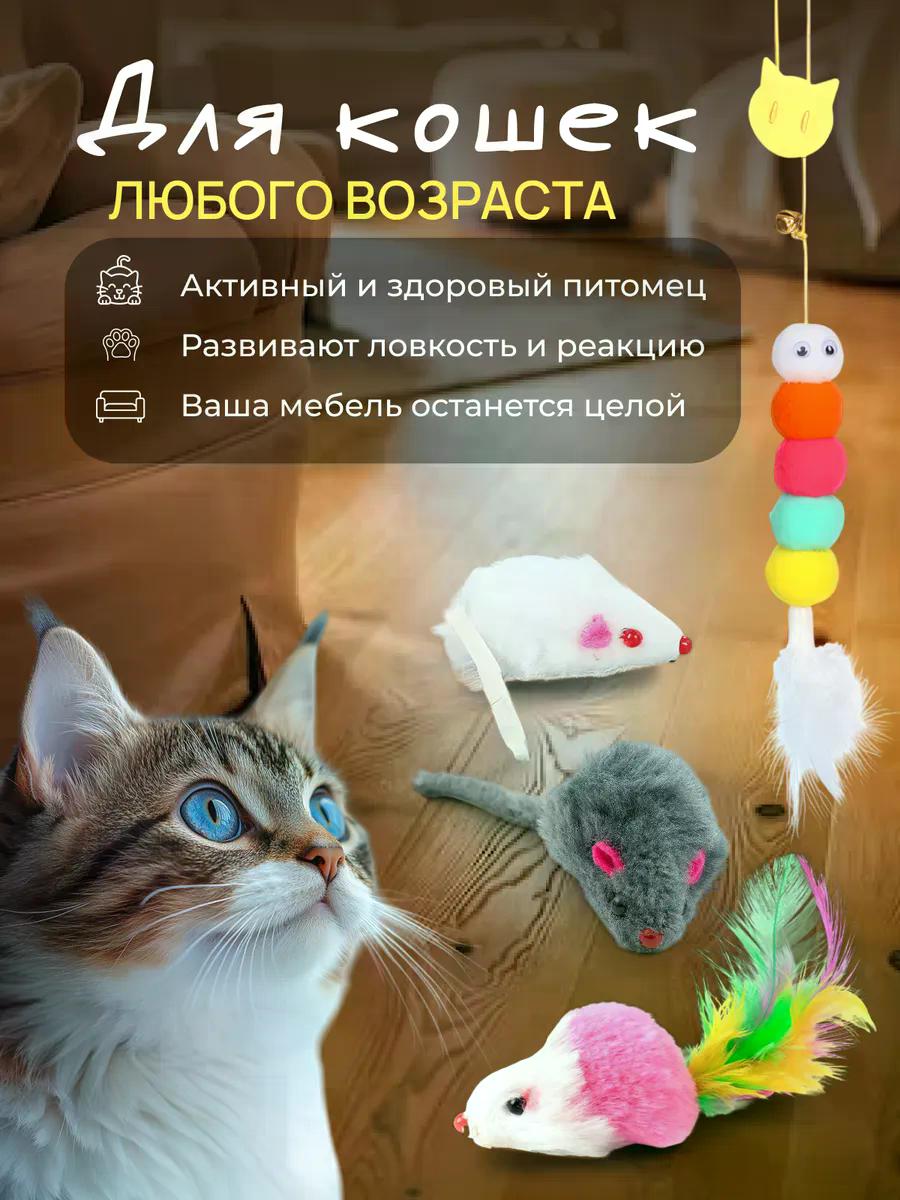 Для кошек
ЛЮБОГО ВОЗРАСТА
Активный и здоровый питомец
Развивают ловкость и реакцию
Ваша мебель останется целой